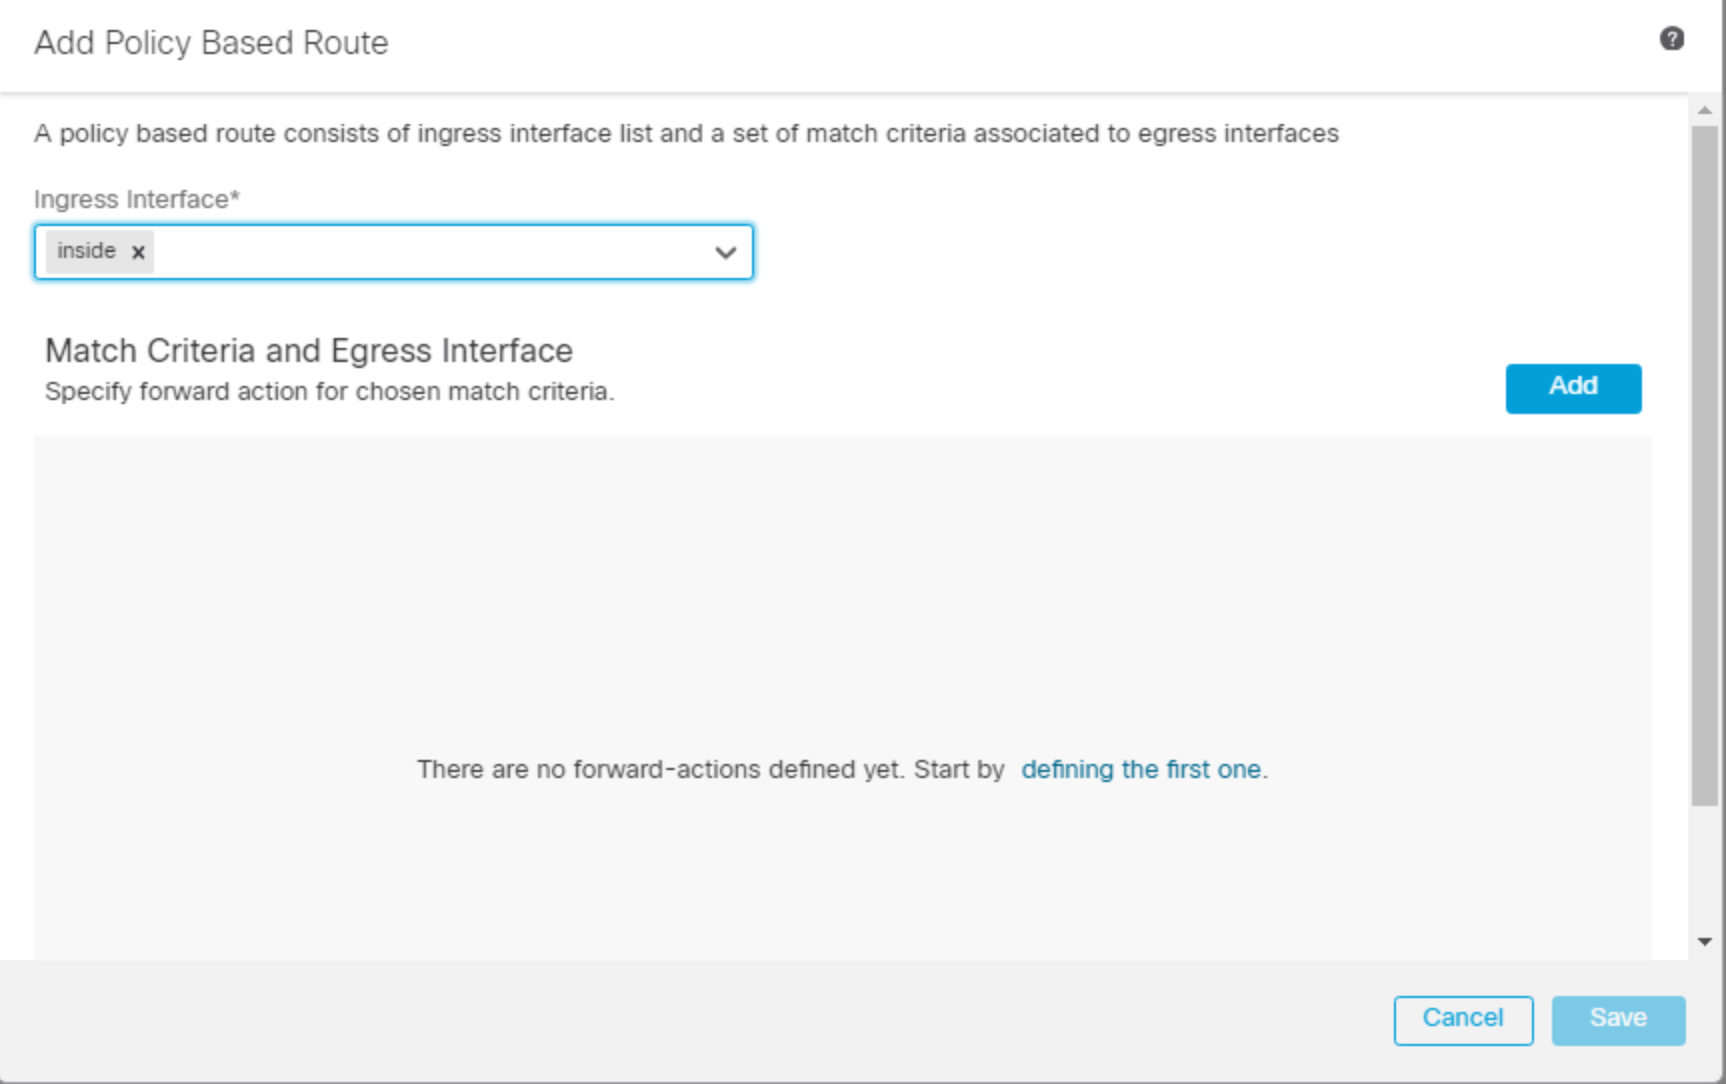 Add Policy Based Route
?
A policy based route consists of ingress interface list and a set of match criteria associated to egress interfaces
Ingress Interface*
inside x
Match Criteria and Egress Interface
Specify forward action for chosen match criteria.
Add
There are no forward-actions defined yet. Start by defining the first one.
Cancel
Save